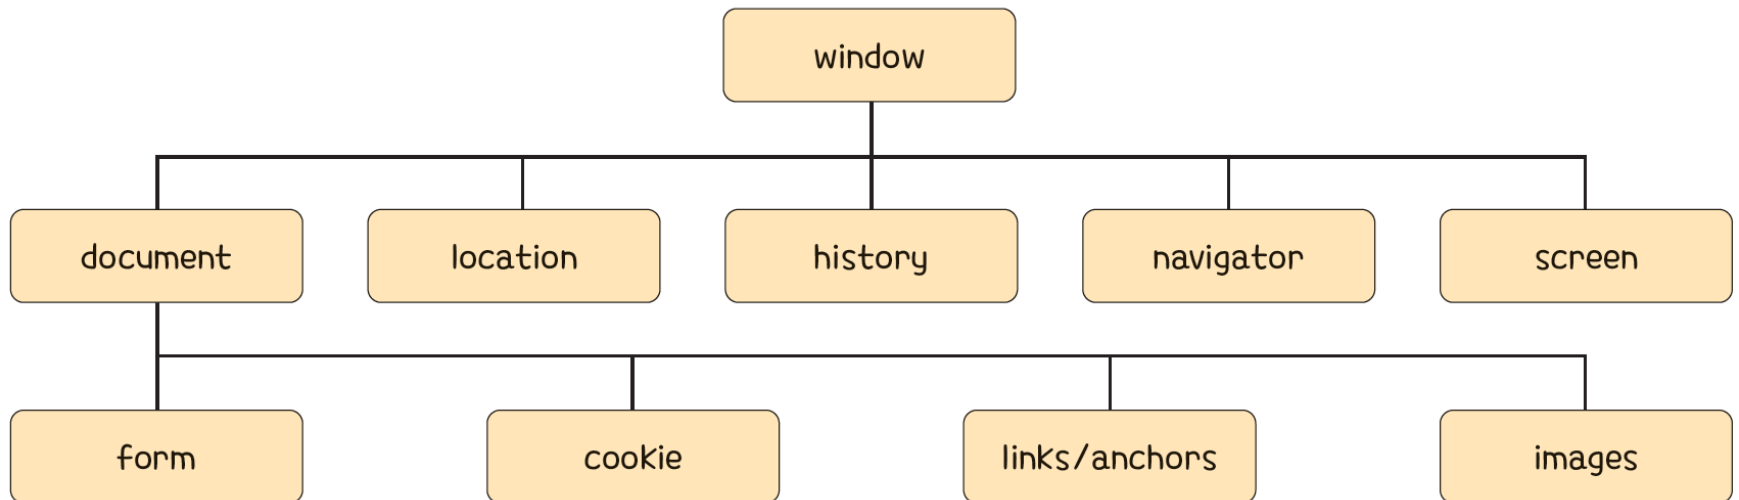 window
document
location
history
navigator
screen
form
cookie
links/anchors
images